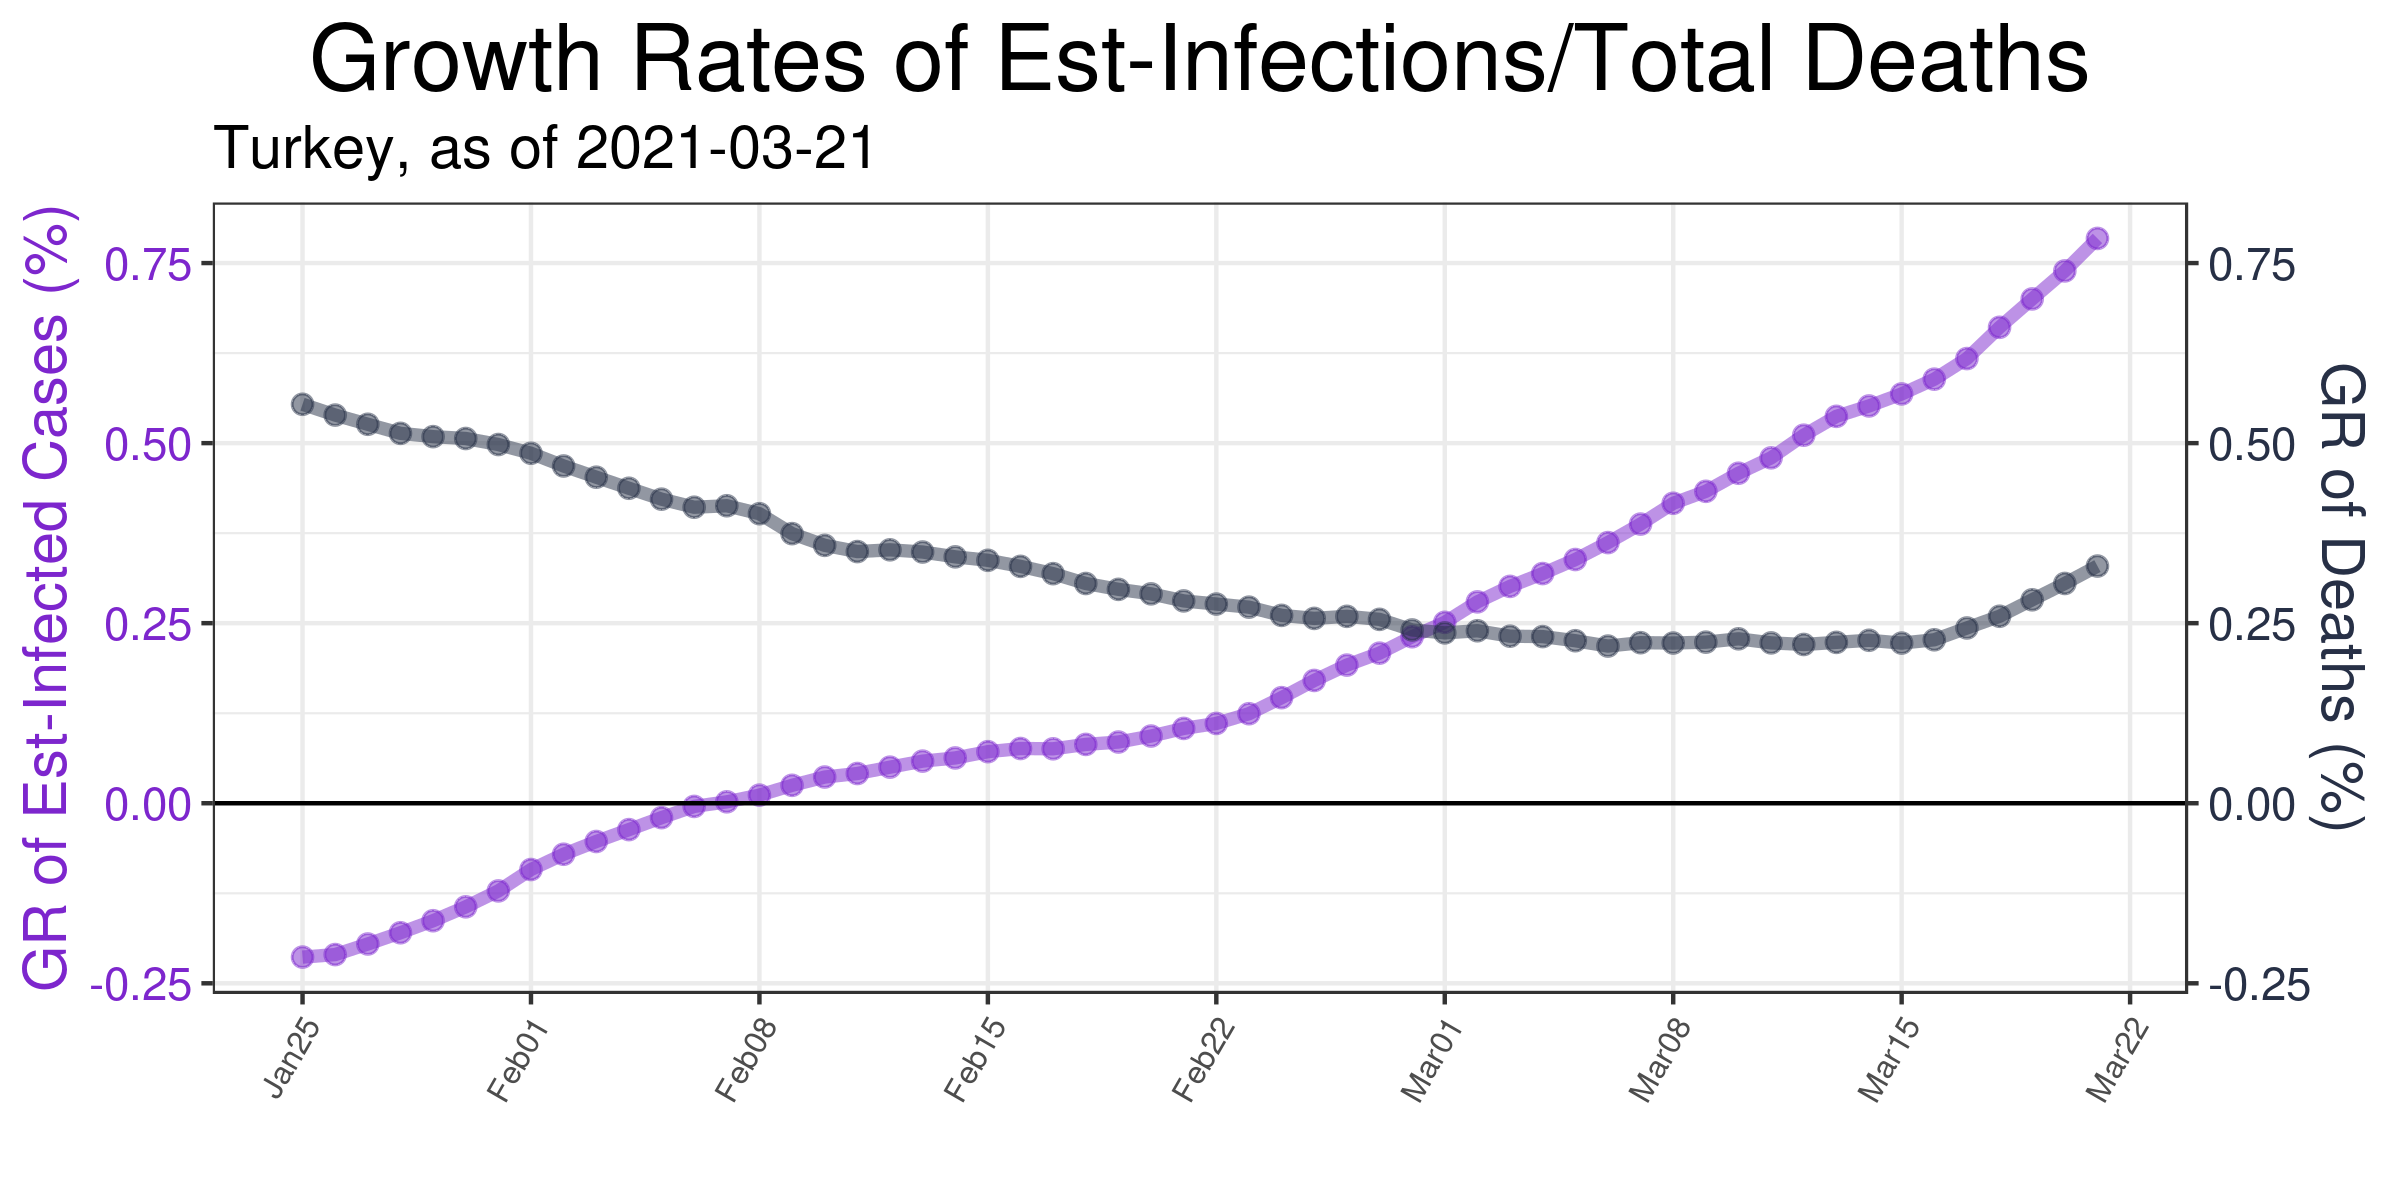 Growth Rates of Est-Infections/Total Deaths
Turkey, as of 2021-03-21
GR of Est-Infected Cases (%)
0.75
0.50
0.25
0.00
-0.25
0.75
0.50
0.25
0.00
-0.25
GR of Deaths (%)
Jan25
Feb01
Feb08
Feb15
Feb22
Mar01
Mar08
Mar15
Mar22